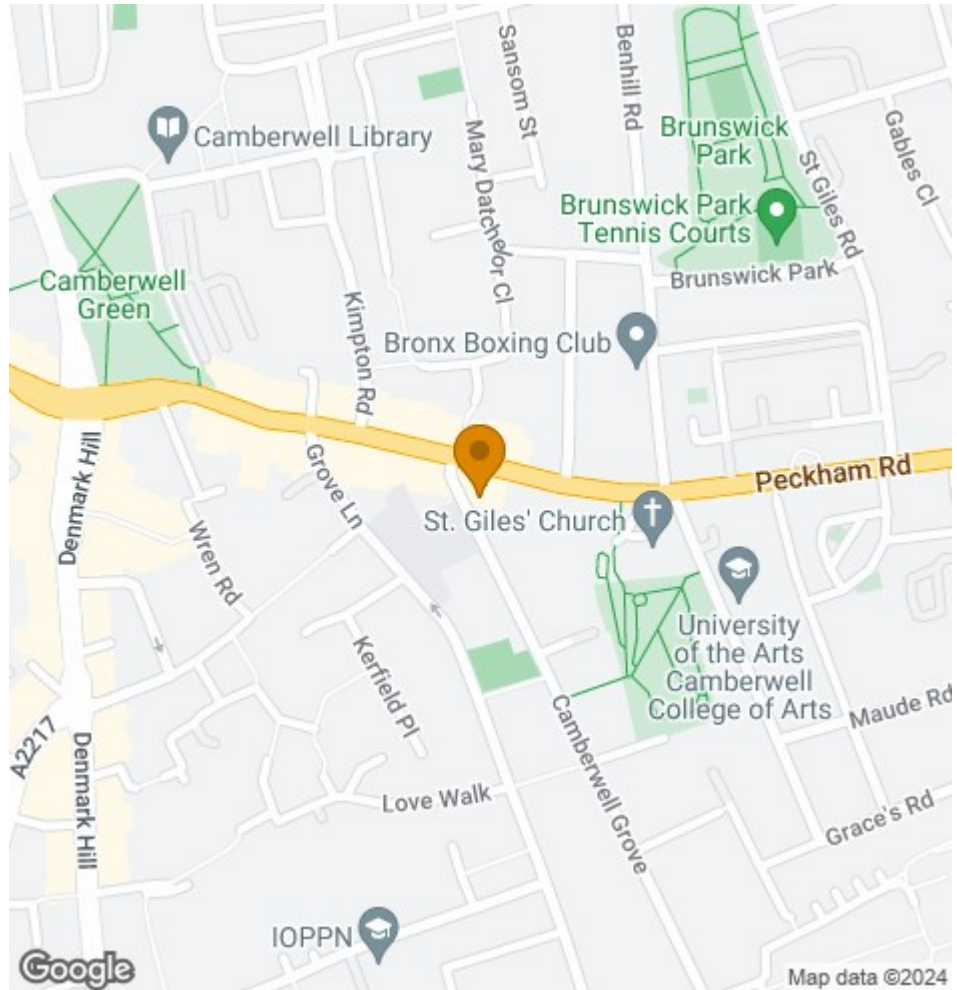 Sansom St
Benhill Rd
Gables Cl
Camberwell Library
Mary Datchelor Cl
Brunswick
Park
St Giles Rd
Brunswick Park
Tennis Courts
Camberwell
Green
Brunswick Park
Kimpton Rd
Bronx Boxing Club
Denmark Hill
Grove Ln
Peckham Rd
St. Giles' Church
Wren Rd
University
of the Arts
Camberwell
College of Arts
Kerfield Pl
Camberwell Grove
Maude Rd
A2217
Denmark Hill
Love Walk
Grace's Rd
IOPPN
Google
Map data ©2024